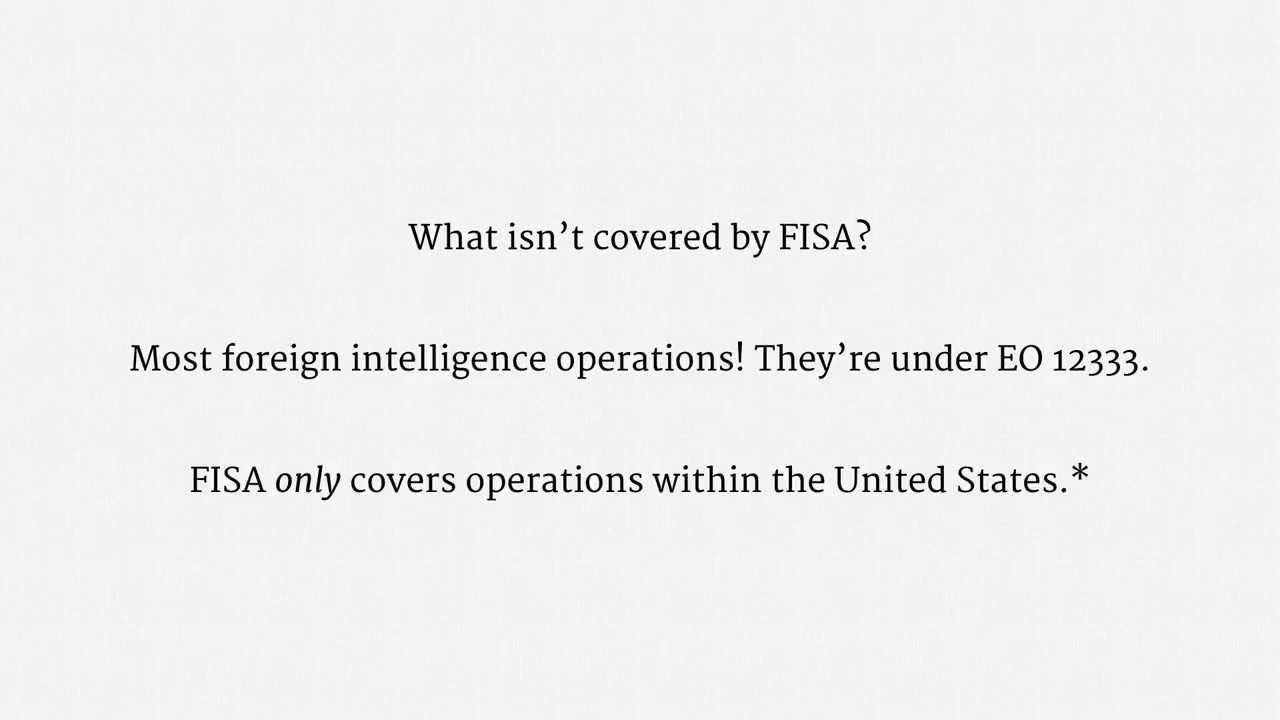 What isn’t covered by FISA?
Most foreign intelligence operations! They’re under EO 12333.
FISA only covers operations within the United States.*